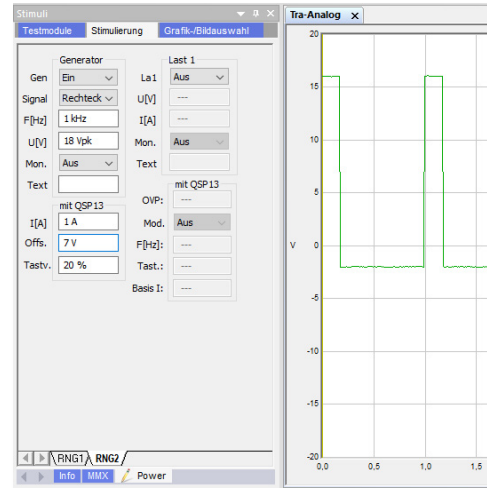 Stimuli
Testmodule Stimulierung Grafik-/Bildauswahl
Generator
Gen Ein
Signal Rechteck
F[Hz] 1 kHz
U[V] 18 Vpk
Mon. Aus
Text
mit QSP13
I[A] 1 A
Offs. 7 V
Tastv. 20 %
Last 1
La1 Aus
U[V] ---
I[A] ---
Mon. Aus
Text
mit QSP13
OVP: ---
Mod. Aus
F[Hz]: ---
Tast.: ---
Basis I: ---
RNG1 RNG2
Info MMX Power
Tra-Analog x
20
15
10
5
V 0
-5
-10
-15
-20
0,0 0,5 1,0 1,5